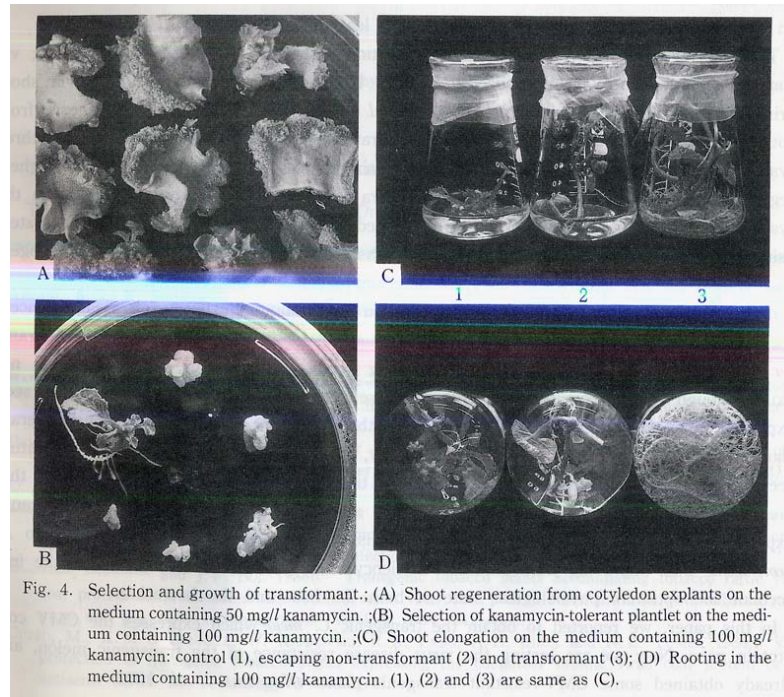 A
C
1 2 3
B
D
Fig. 4. Selection and growth of transformant.; (A) Shoot regeneration from cotyledon explants on the
medium containing 50 mg/l kanamycin. ;(B) Selection of kanamycin-tolerant plantlet on the medi-
um containing 100 mg/l kanamycin. ;(C) Shoot elongation on the medium containing 100 mg/l
kanamycin: control (1), escaping non-transformant (2) and transformant (3); (D) Rooting in the
medium containing 100 mg/l kanamycin. (1), (2) and (3) are same as (C).